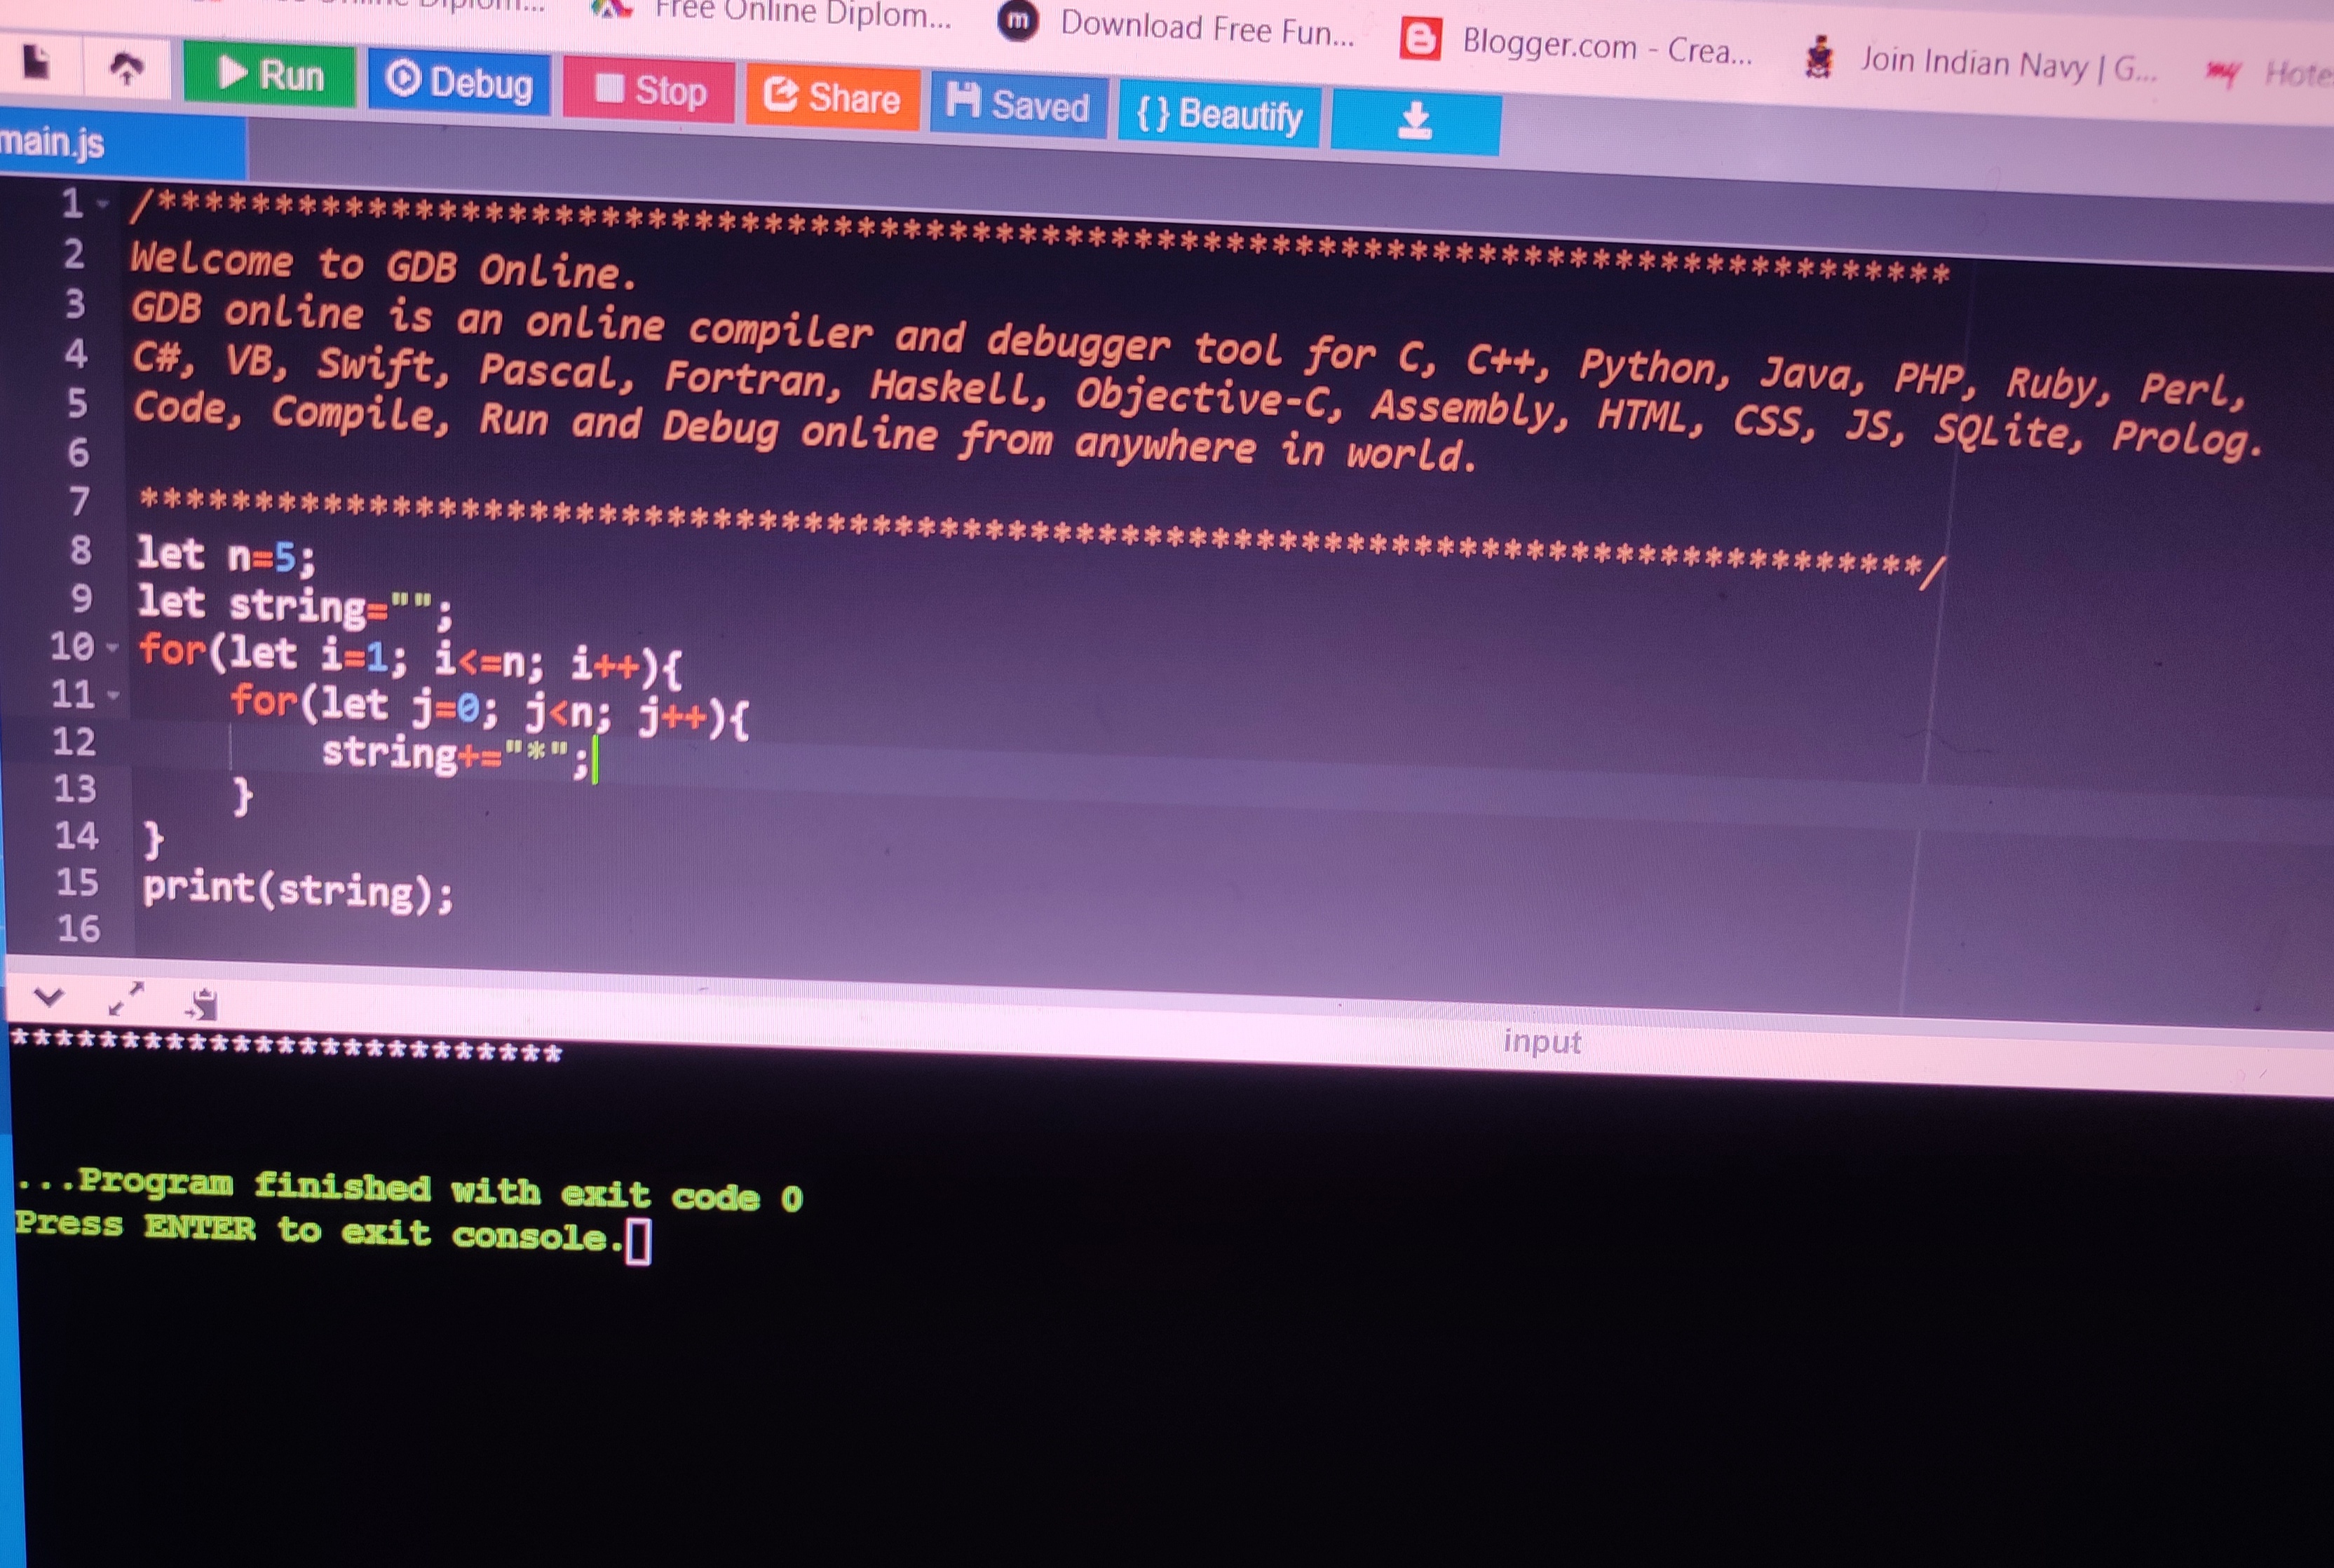 Free Online Diplom...
Download Free Fun...
Blogger.com - Crea...
Join Indian Navy | G...
my
Run
Debug
Stop
Share
Saved
{ } Beautify
main.js
1 /******************************************************************************
2 Welcome to GDB Online.
3 GDB online is an online compiler and debugger tool for C, C++, Python, Java, PHP, Ruby, Perl,
4 C#, VB, Swift, Pascal, Fortran, Haskell, Objective-C, Assembly, HTML, CSS, JS, SQLite, Prolog.
5 Code, Compile, Run and Debug online from anywhere in world.
6
7 *******************************************************************************/
8 let n=5;
9 let string="";
10 for(let i=1; i<=n; i++){
11 for(let j=0; j<n; j++){
12 string+="*";
13 }
14 }
15 print(string);
16
input
*************************
...Program finished with exit code 0
Press ENTER to exit console.